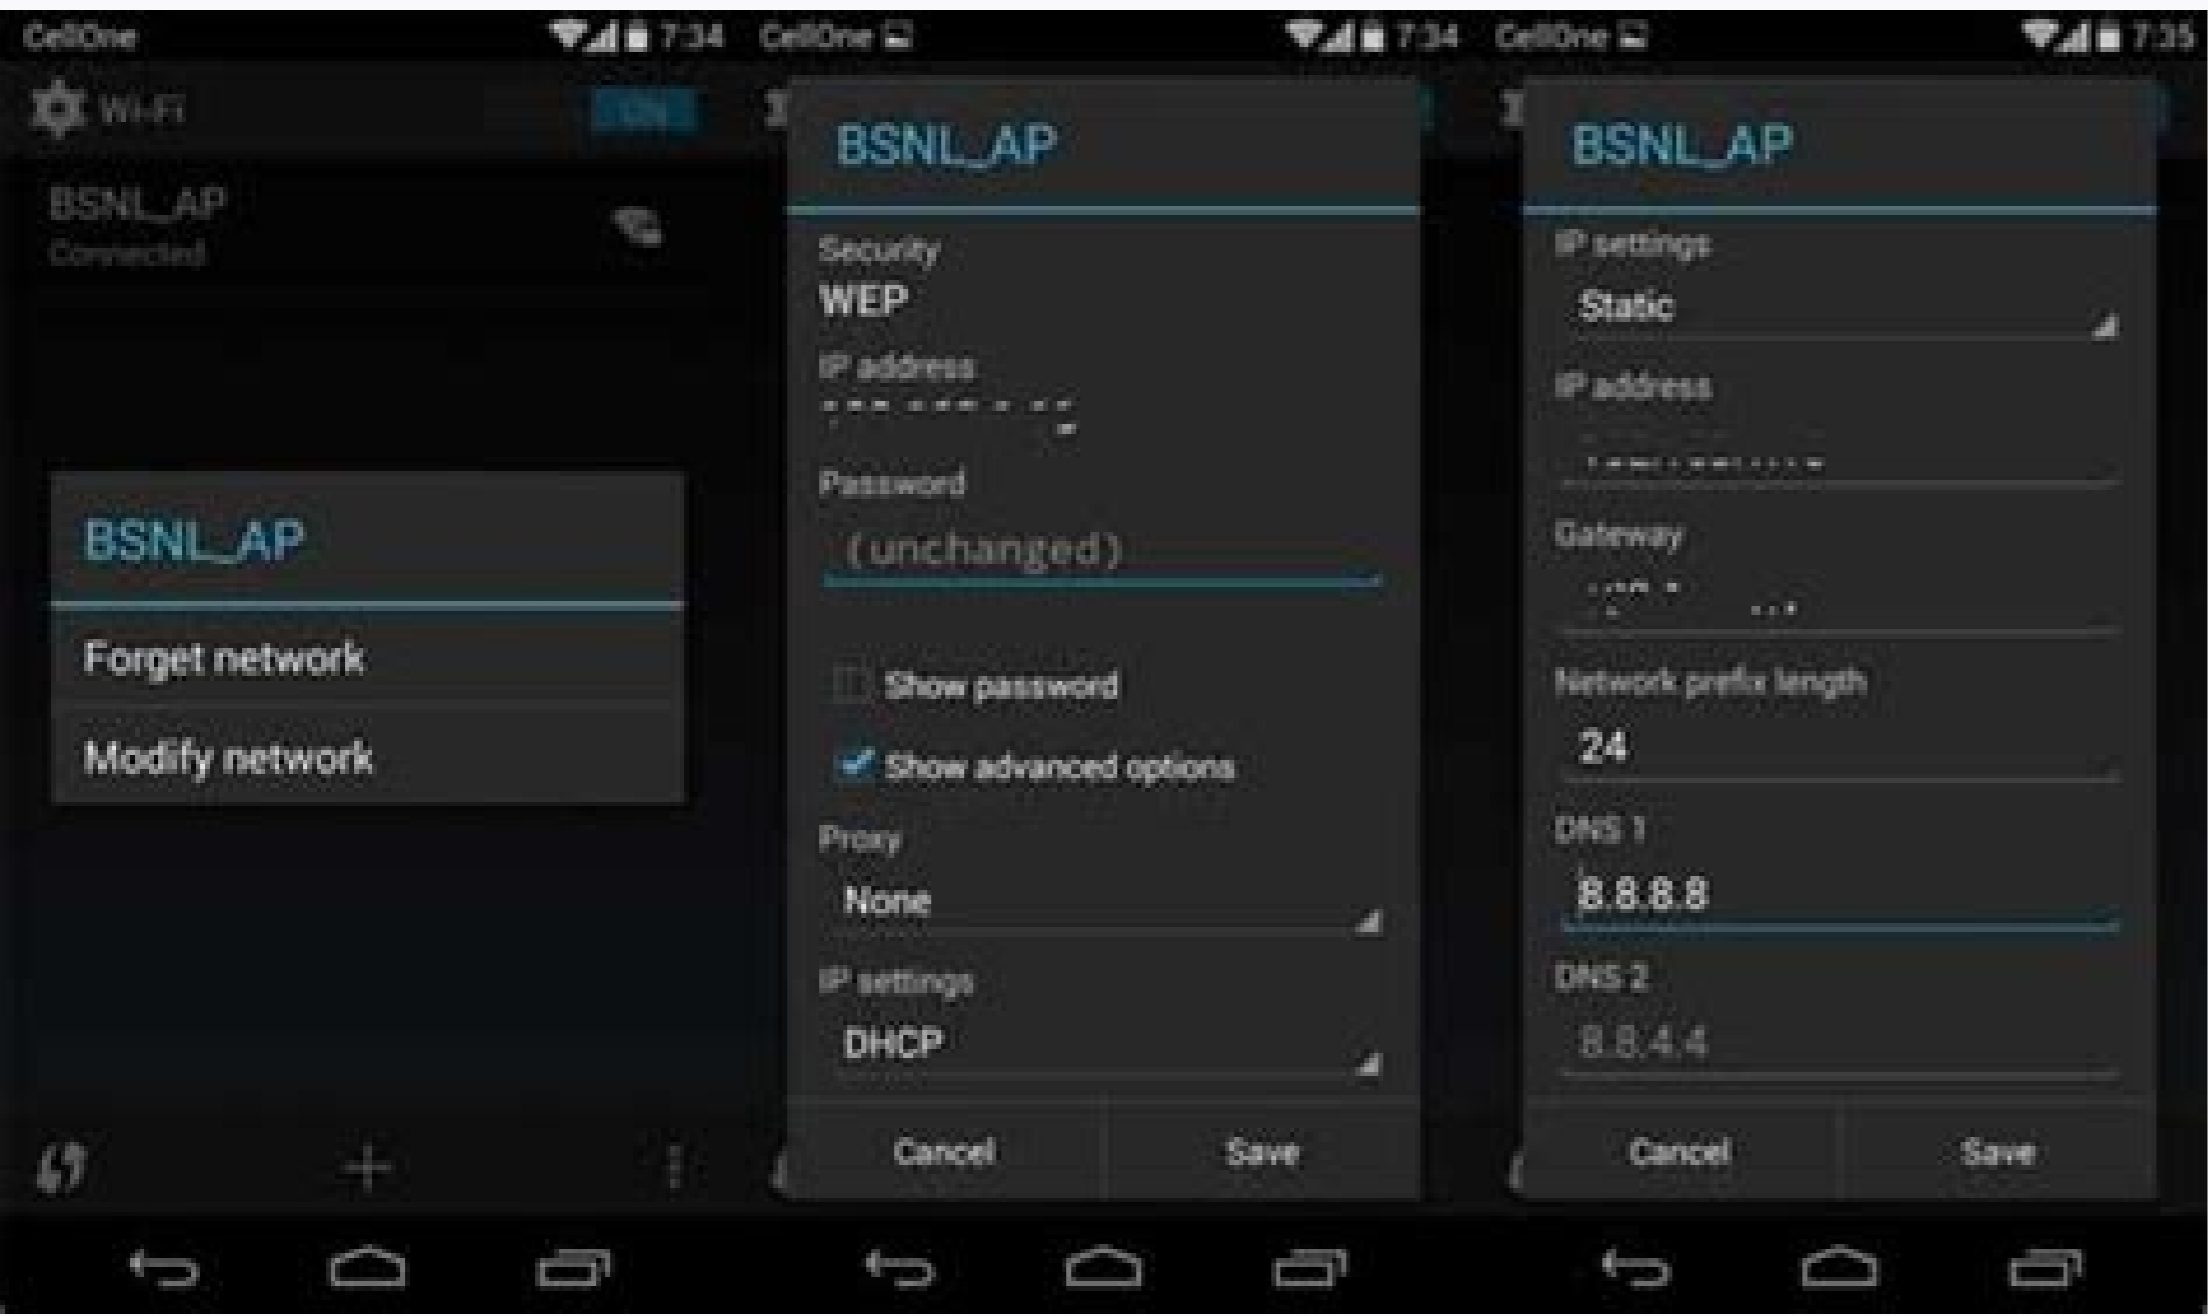 CellOne 7:34
Wi-Fi ON
BSNL_AP
Connected
BSNL_AP
Forget network
Modify network
CellOne 7:34
BSNL_AP
Security
WEP
IP address
Password
(unchanged)
Show password
Show advanced options
Proxy
None
IP settings
DHCP
Cancel Save
CellOne 7:35
BSNL_AP
IP settings
Static
IP address
Gateway
Network prefix length
24
DNS 1
8.8.8.8
DNS 2
8.8.4.4
Cancel Save